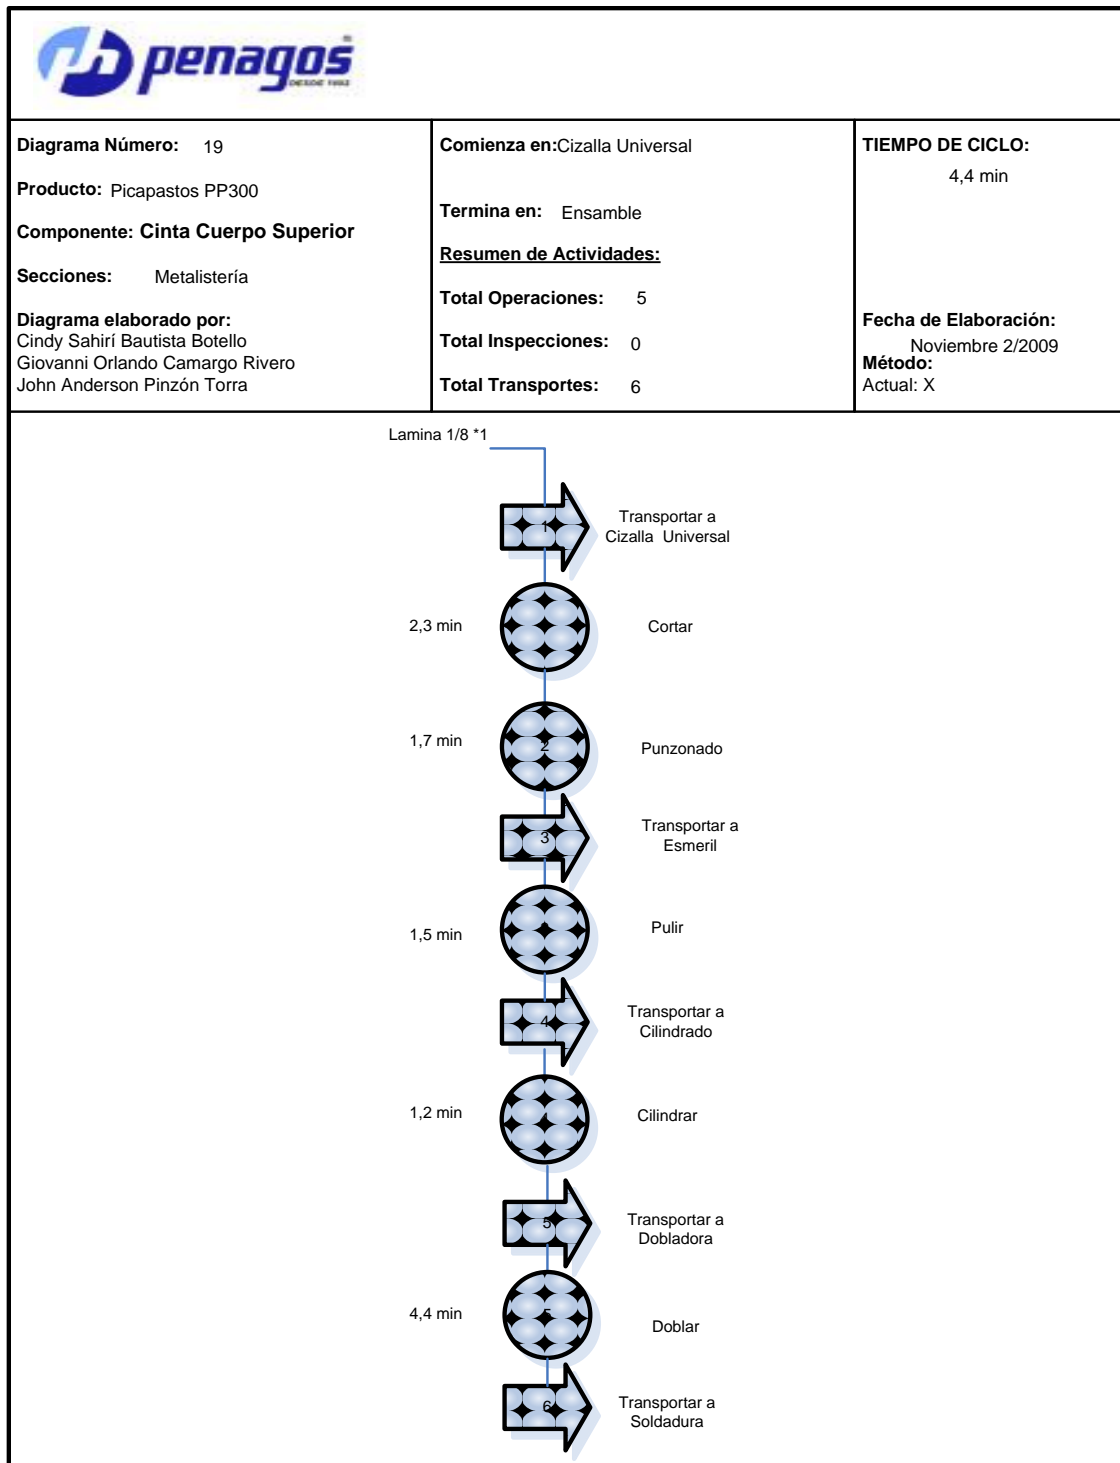 penagos
DESDE 1892
Diagrama Número: 19
Producto: Picapastos PP300
Componente: Cinta Cuerpo Superior
Secciones: Metalistería
Diagrama elaborado por:
Cindy Sahirí Bautista Botello
Giovanni Orlando Camargo Rivero
John Anderson Pinzón Torra
Comienza en:Cizalla Universal
Termina en: Ensamble
Resumen de Actividades:
Total Operaciones: 5
Total Inspecciones: 0
Total Transportes: 6
TIEMPO DE CICLO:
4,4 min
Fecha de Elaboración:
Noviembre 2/2009
Método:
Actual: X
Lamina 1/8 *1
1
Transportar a
Cizalla Universal
2,3 min
Cortar
1,7 min
2
Punzonado
3
Transportar a
Esmeril
1,5 min
Pulir
4
Transportar a
Cilindrado
1,2 min
Cilindrar
5
Transportar a
Dobladora
4,4 min
5
Doblar
6
Transportar a
Soldadura